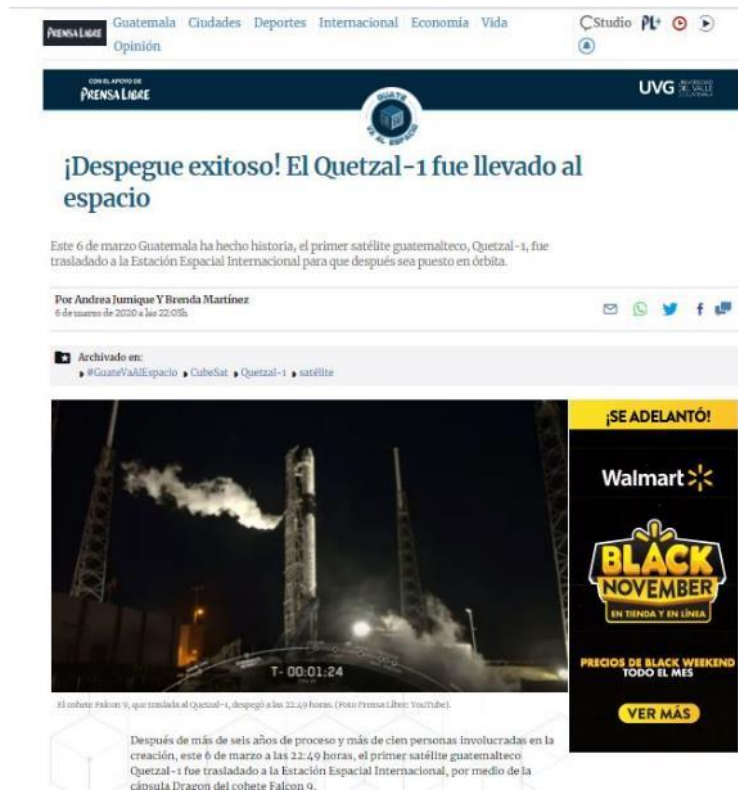 PRENSA LIBRE
Guatemala Ciudades Deportes Internacional Economía Vida
Opinión
CStudio PL+
CON EL APOYO DE
PRENSA LIBRE
GUATE
VA AL ESPACIO
UVG
¡Despegue exitoso! El Quetzal-1 fue llevado al
espacio
Este 6 de marzo Guatemala ha hecho historia, el primer satélite guatemalteco, Quetzal-1, fue
trasladado a la Estación Espacial Internacional para que después sea puesto en órbita.
Por Andrea Jumique Y Brenda Martínez
6 de marzo de 2020 a las 22:05h
Archivado en:
#GuateVaAlEspacio CubeSat Quetzal-1 satélite
T- 00:01:24
El cohete Falcon 9, que traslada al Quetzal-1, despegó a las 22:49 horas. (Foto Prensa Libre: YouTube).
¡SE ADELANTÓ!
Walmart
BLACK
NOVEMBER
EN TIENDA Y EN LÍNEA
PRECIOS DE BLACK WEEKEND
TODO EL MES
VER MÁS
Después de más de seis años de proceso y más de cien personas involucradas en la
creación, este 6 de marzo a las 22:49 horas, el primer satélite guatemalteco
Quetzal-1 fue trasladado a la Estación Espacial Internacional, por medio de la
cápsula Dragon del cohete Falcon 9.